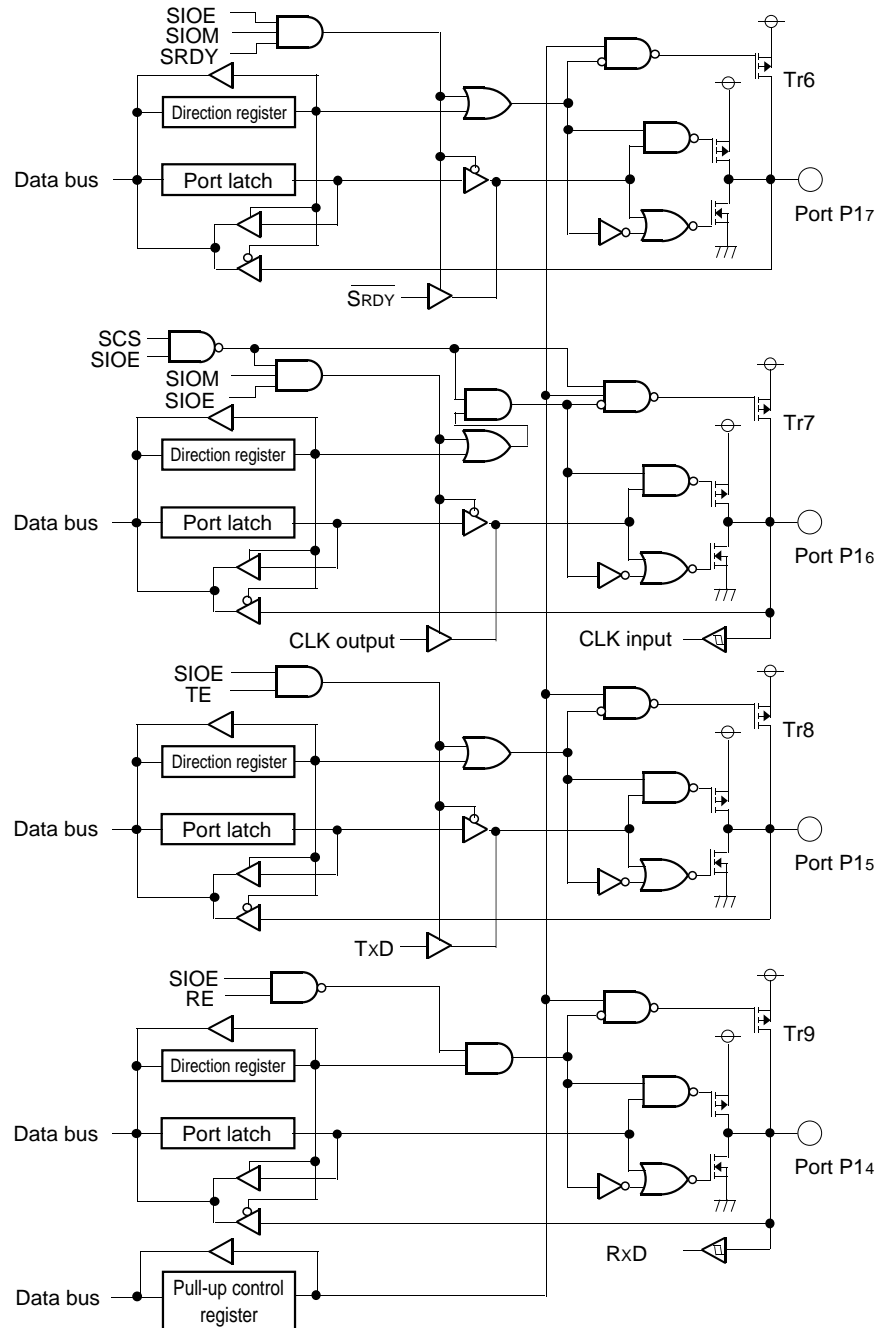 SIOE
SIOM
SRDY
Tr6
Direction register
Data bus
Port latch
Port P17
SRDY
SCS
SIOE
SIOM
SIOE
Tr7
Direction register
Data bus
Port latch
Port P16
CLK output
CLK input
SIOE
TE
Tr8
Direction register
Data bus
Port latch
Port P15
TxD
SIOE
RE
Tr9
Direction register
Data bus
Port latch
Port P14
RxD
Data bus
Pull-up control
register